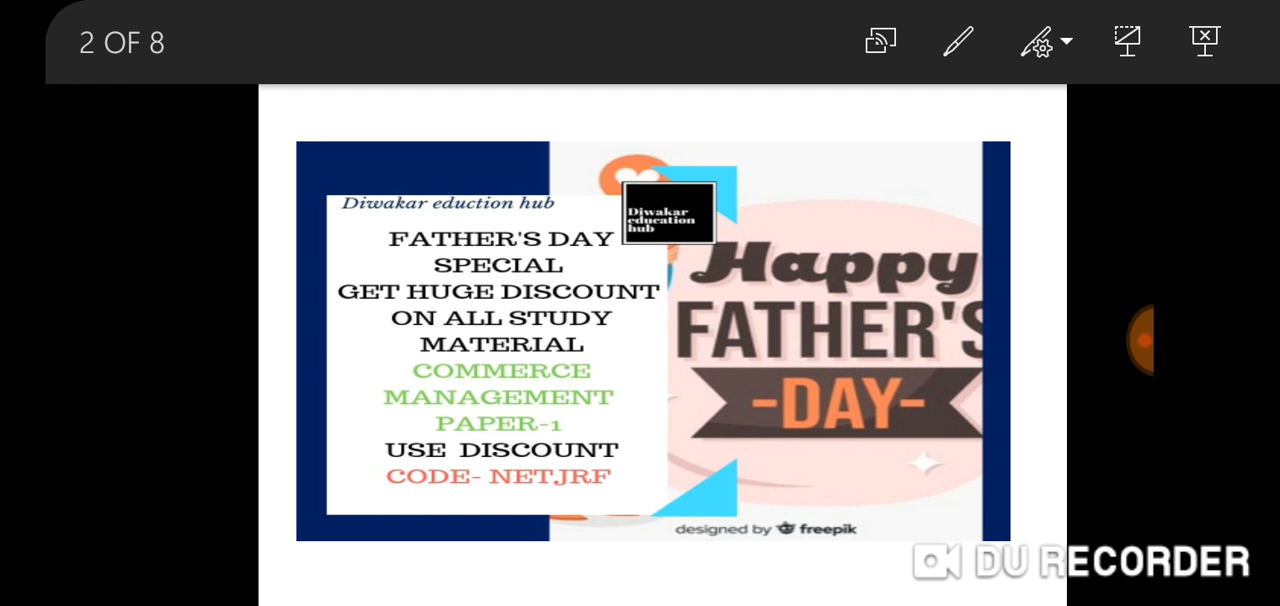 2 OF 8
Diwakar eduction hub
Diwakar
education
hub
FATHER'S DAY
SPECIAL
GET HUGE DISCOUNT
ON ALL STUDY
MATERIAL
COMMERCE
MANAGEMENT
PAPER-1
USE DISCOUNT
CODE- NETJRF
Happy
FATHER'S
-DAY-
designed by freepik
DU RECORDER